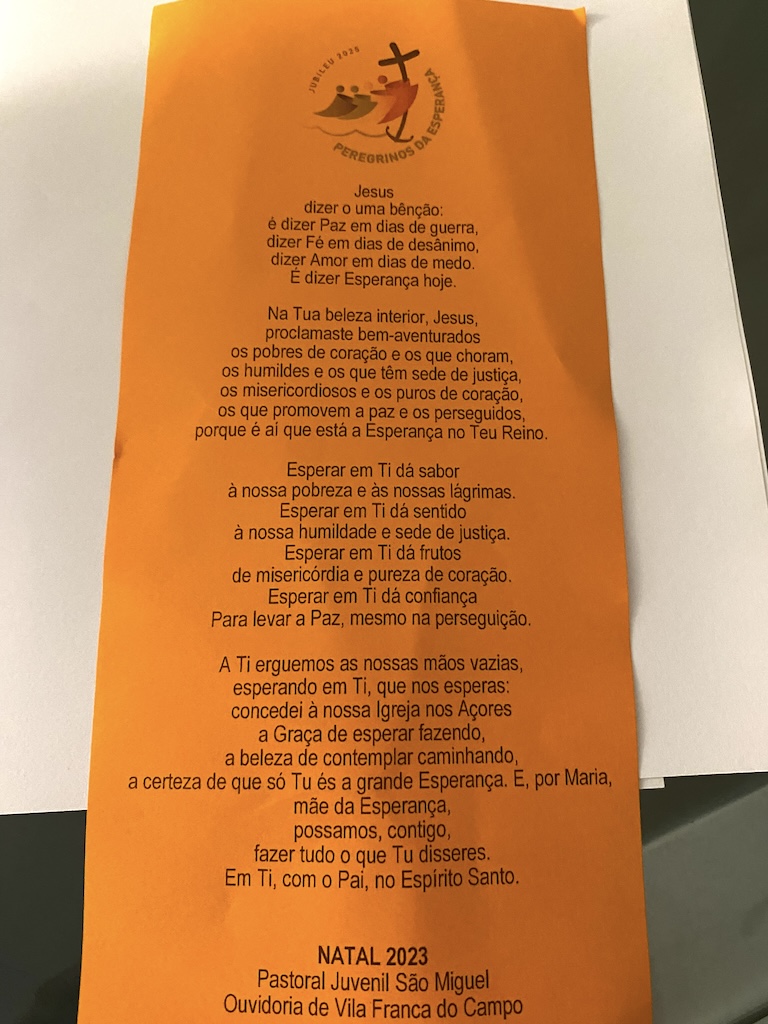 JUBILEU 2025
PEREGRINOS DA ESPERANÇA
Jesus
dizer o uma bênção:
é dizer Paz em dias de guerra,
dizer Fé em dias de desânimo,
dizer Amor em dias de medo.
É dizer Esperança hoje.
Na Tua beleza interior, Jesus,
proclamaste bem-aventurados
os pobres de coração e os que choram,
os humildes e os que têm sede de justiça,
os misericordiosos e os puros de coração,
os que promovem a paz e os perseguidos,
porque é aí que está a Esperança no Teu Reino.
Esperar em Ti dá sabor
à nossa pobreza e às nossas lágrimas.
Esperar em Ti dá sentido
à nossa humildade e sede de justiça.
Esperar em Ti dá frutos
de misericórdia e pureza de coração.
Esperar em Ti dá confiança
Para levar a Paz, mesmo na perseguição.
A Ti erguemos as nossas mãos vazias,
esperando em Ti, que nos esperas:
concedei à nossa Igreja nos Açores
a Graça de esperar fazendo,
a beleza de contemplar caminhando,
a certeza de que só Tu és a grande Esperança. E, por Maria,
mãe da Esperança,
possamos, contigo,
fazer tudo o que Tu disseres.
Em Ti, com o Pai, no Espírito Santo.
NATAL 2023
Pastoral Juvenil São Miguel
Ouvidoria de Vila Franca do Campo